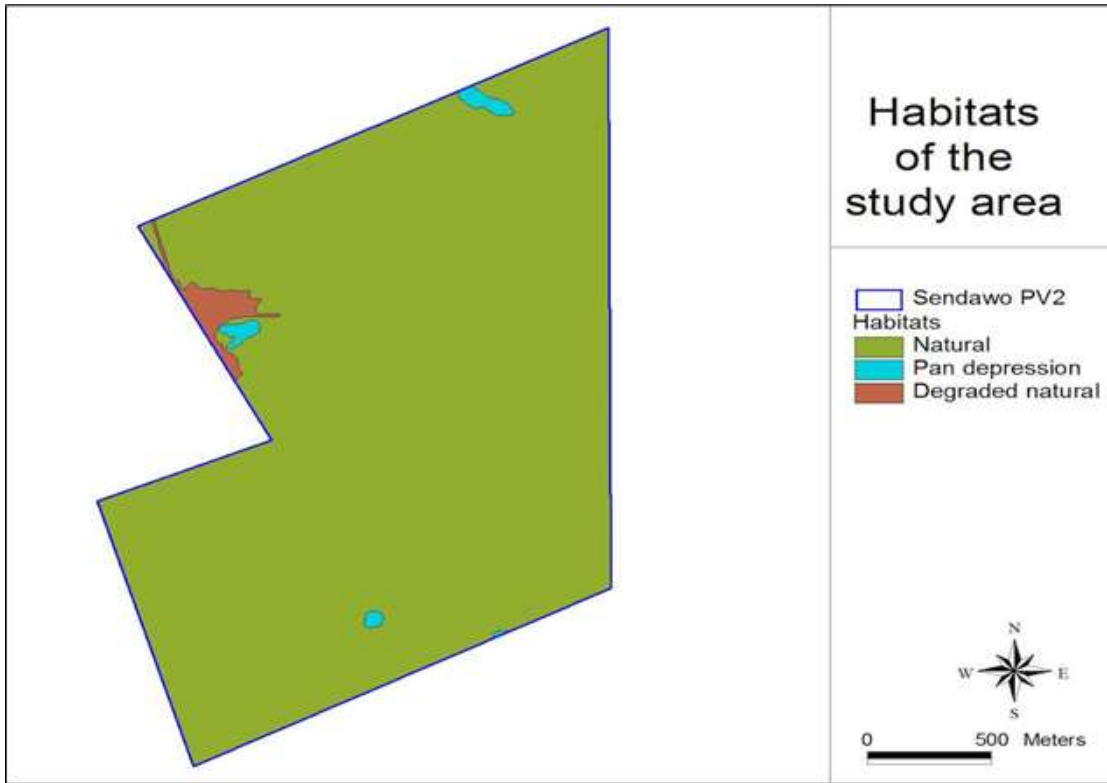 Habitats
of the
study area
Sendawo PV2
Habitats
Natural
Pan depression
Degraded natural
N
W E
S
0 500 Meters